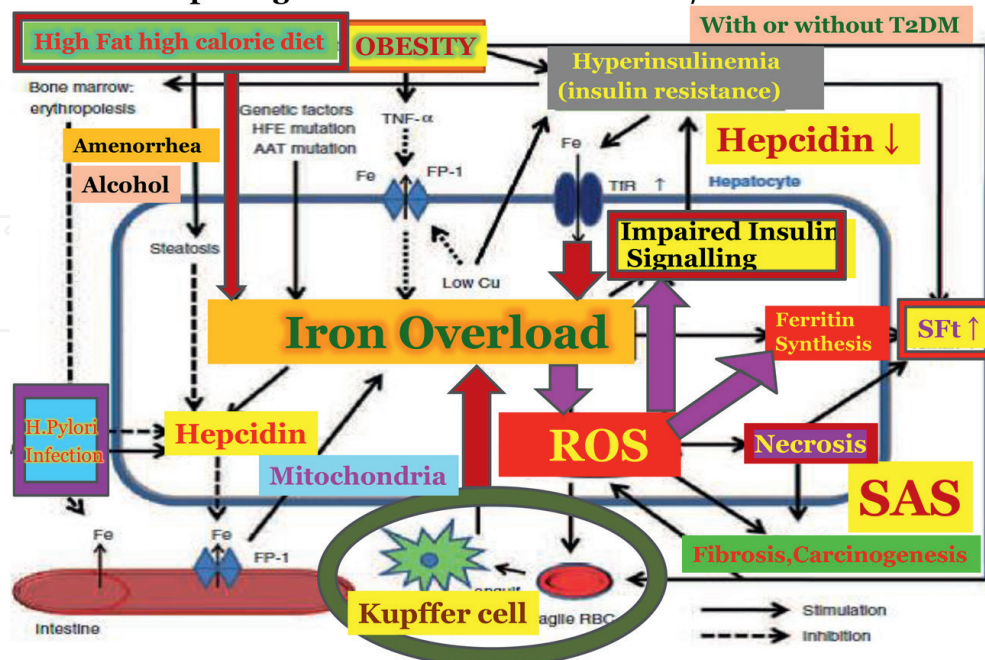 High Fat high calorie diet
OBESITY
With or without T2DM
Hyperinsulinemia
(insulin resistance)
Bone marrow:
erythropolesis
Genetic factors
HFE mutation
AAT mutation
TNF-α
Fe
FP-1
Fe
TfR ↑
Hepcidin ↓
Hepatocyte
Amenorrhea
Alcohol
Steatosis
Low Cu
Impaired Insulin
Signalling
Iron Overload
Ferritin
Synthesis
SFt ↑
H.Pylori
Infection
Hepcidin
Mitochondria
ROS
Necrosis
SAS
Fibrosis,Carcinogenesis
Fe
Fe
FP-1
Intestine
Kupffer cell
agile RBC
Stimulation
Inhibition